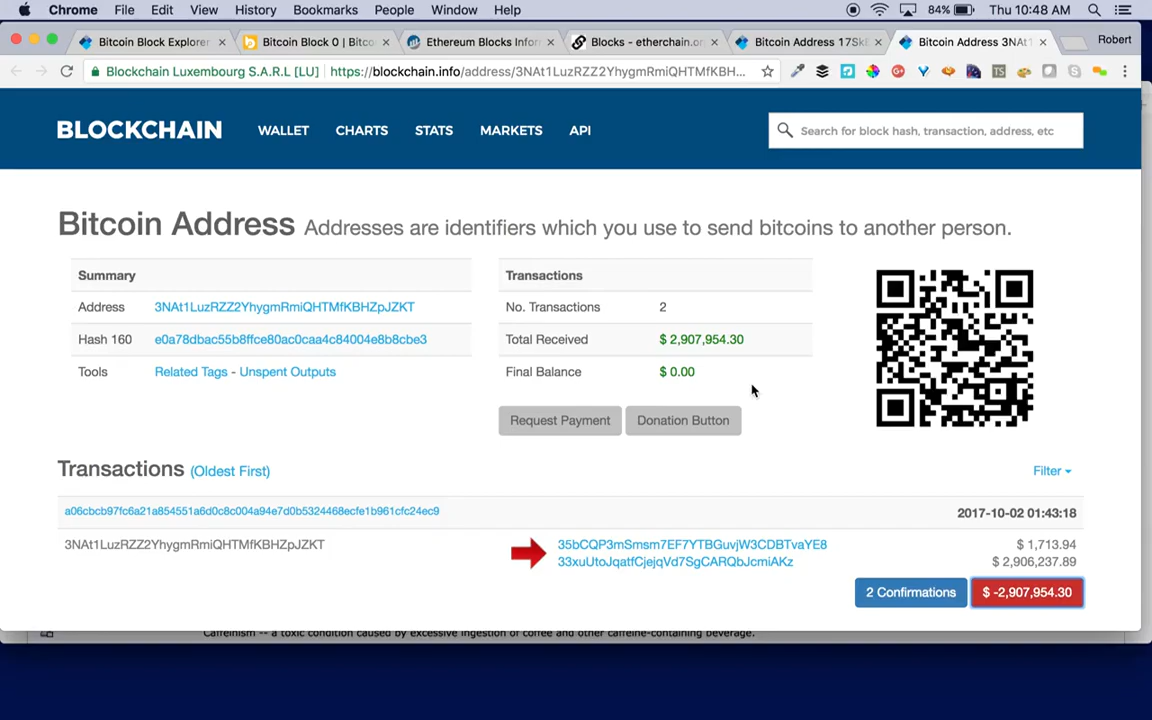 Chrome File Edit View History Bookmarks People Window Help 84% Thu 10:48 AM
Bitcoin Block Explorer Bitcoin Block 0 | Bitco Ethereum Blocks Infor Blocks - etherchain.org Bitcoin Address 17Sk Bitcoin Address 3NAt1 Robert
Blockchain Luxembourg S.A.R.L [LU] https://blockchain.info/address/3NAt1LuzRZZ2YhygmRmiQHTMfKBH...
TS
BLOCKCHAIN WALLET CHARTS STATS MARKETS API
Search for block hash, transaction, address, etc
Bitcoin Address Addresses are identifiers which you use to send bitcoins to another person.
Summary
Address 3NAt1LuzRZZ2YhygmRmiQHTMfKBHZpJZKT
Hash 160 e0a78dbac55b8ffce80ac0caa4c84004e8b8cbe3
Tools Related Tags - Unspent Outputs
Transactions
No. Transactions 2
Total Received $ 2,907,954.30
Final Balance $ 0.00
Request Payment Donation Button
Transactions (Oldest First)
Filter
a06cbcb97fc6a21a854551a6d0c8c004a94e7d0b5324468ecfe1b961cfc24ec9 2017-10-02 01:43:18
3NAt1LuzRZZ2YhygmRmiQHTMfKBHZpJZKT
35bCQP3mSmsm7EF7YTBGuvjW3CDBTvaYE8 $ 1,713.94
33xuUtoJqatfCjejqVd7SgCARQbJcmiAKz $ 2,906,237.89
2 Confirmations $ -2,907,954.30
Caffeinism -- a toxic condition caused by excessive ingestion of coffee and other caffeine-containing beverage.